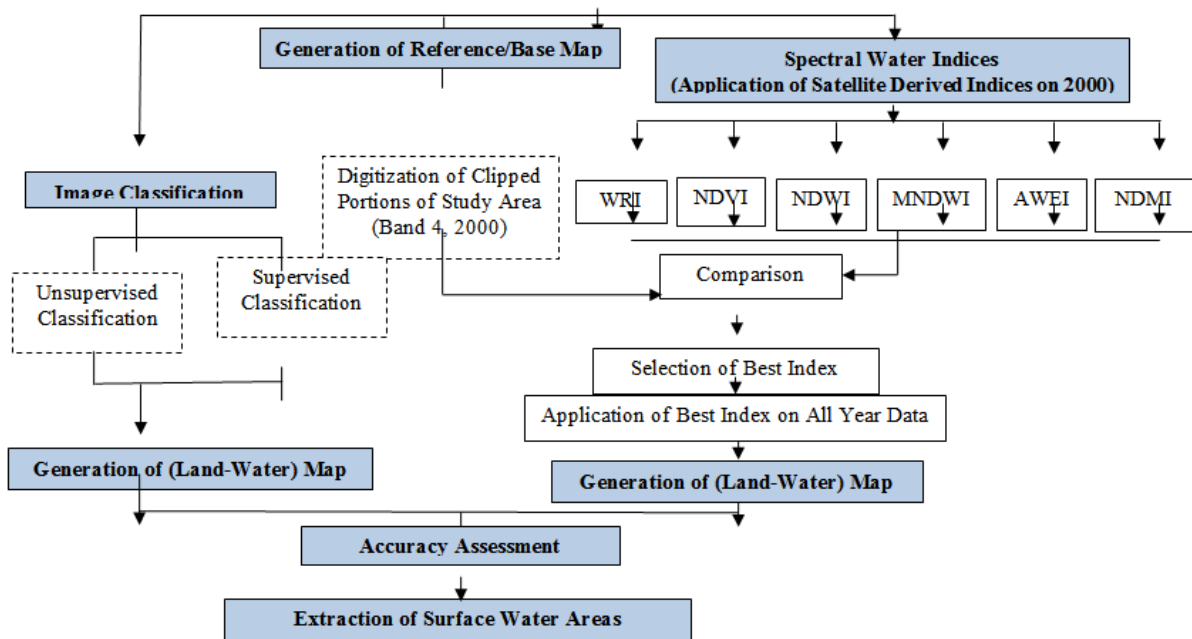 Generation of Reference/Base Map
Spectral Water Indices
(Application of Satellite Derived Indices on 2000)
Image Classification
Digitization of Clipped
Portions of Study Area
(Band 4, 2000)
WRI
NDVI
NDWI
MNDWI
AWEI
NDMI
Unsupervised
Classification
Supervised
Classification
Comparison
Selection of Best Index
Application of Best Index on All Year Data
Generation of (Land-Water) Map
Generation of (Land-Water) Map
Accuracy Assessment
Extraction of Surface Water Areas